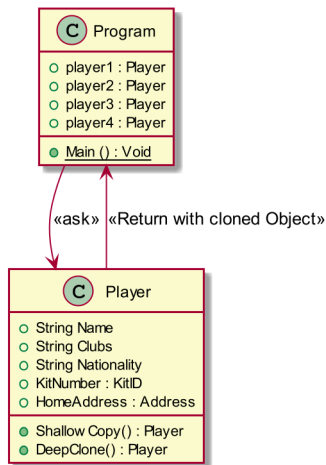 C Program
player1 : Player
player2 : Player
player3 : Player
player4 : Player
Main () : Void
«ask» «Return with cloned Object»
C Player
String Name
String Clubs
String Nationality
KitNumber : KitID
HomeAddress : Address
Shallow Copy() : Player
DeepClone() : Player